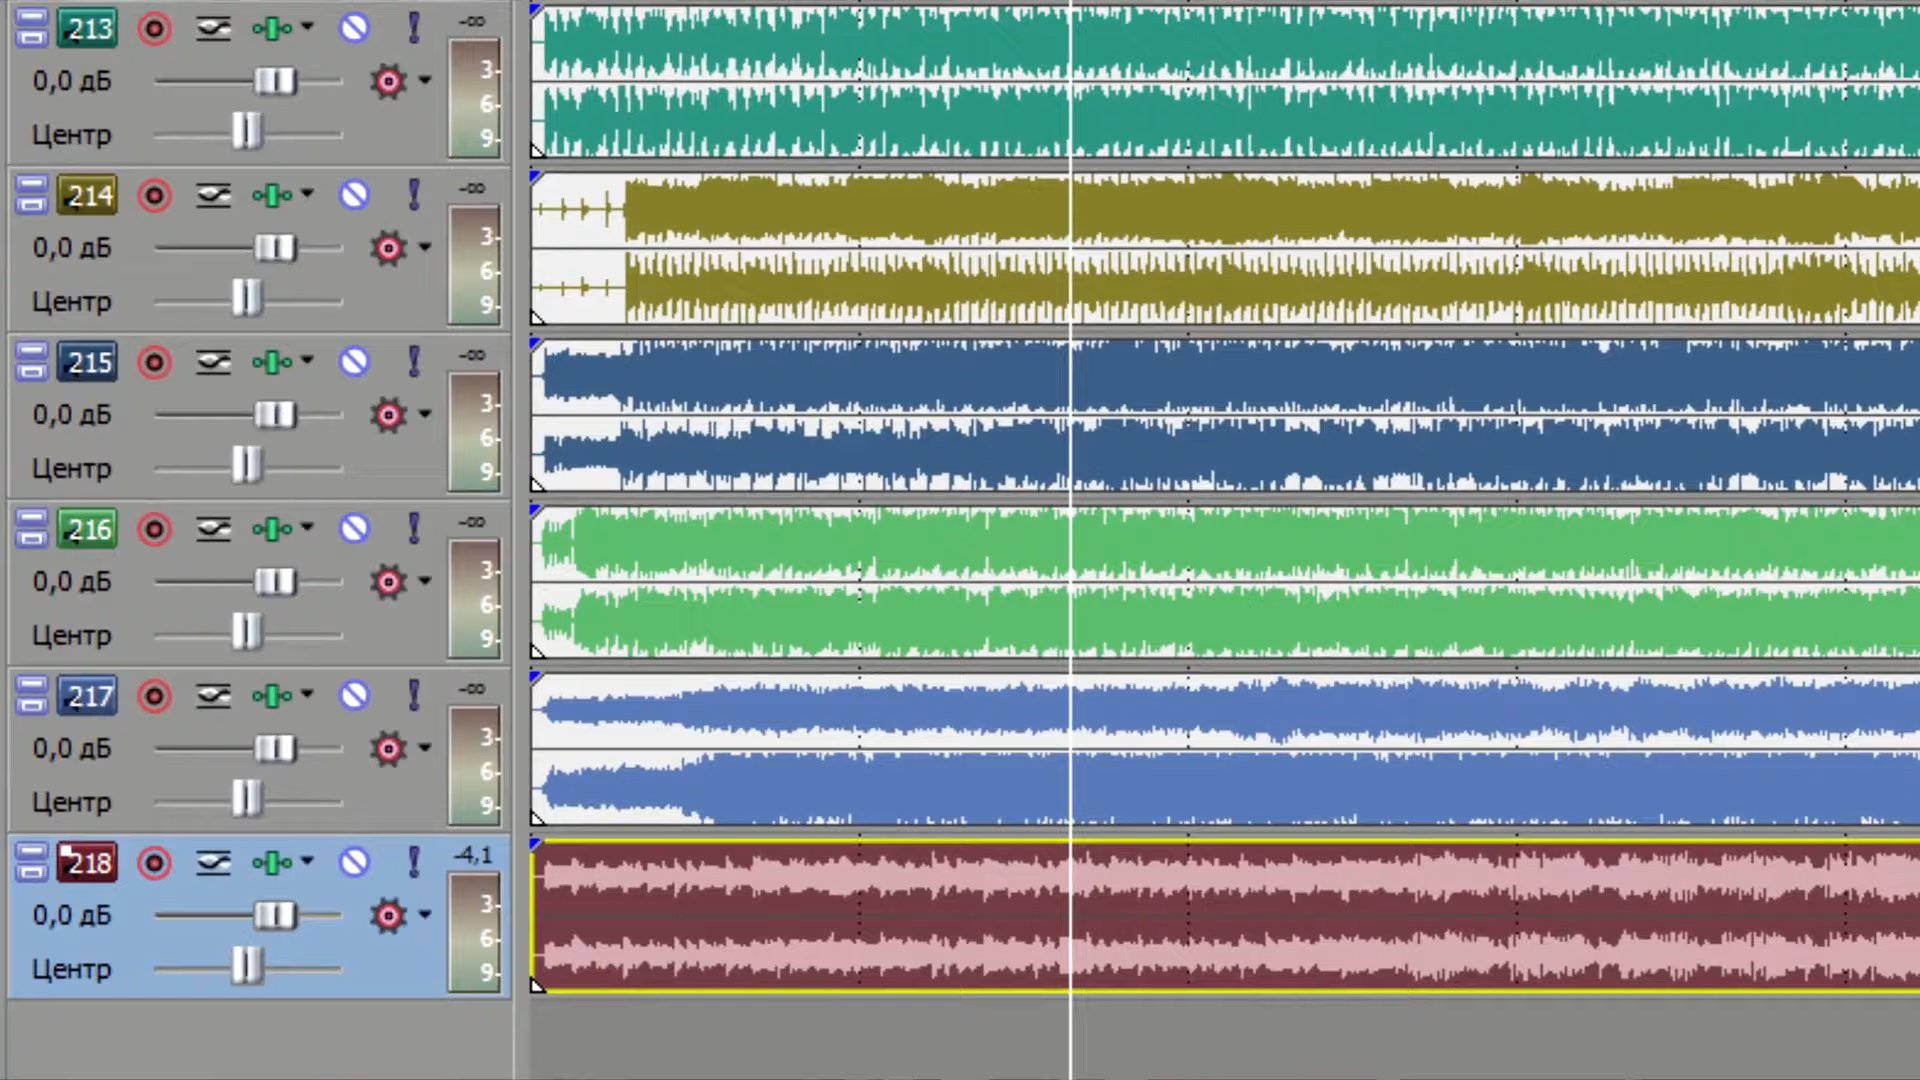 213 -∞
3-
0,0 дБ
6-
Центр 9-
214 -∞
3-
0,0 дБ
6-
Центр 9-
215 -∞
3-
0,0 дБ
6-
Центр 9-
216 -∞
3-
0,0 дБ
6-
Центр 9-
217 -∞
3-
0,0 дБ
6-
Центр 9-
218 -4,1
3-
0,0 дБ
6-
Центр 9-